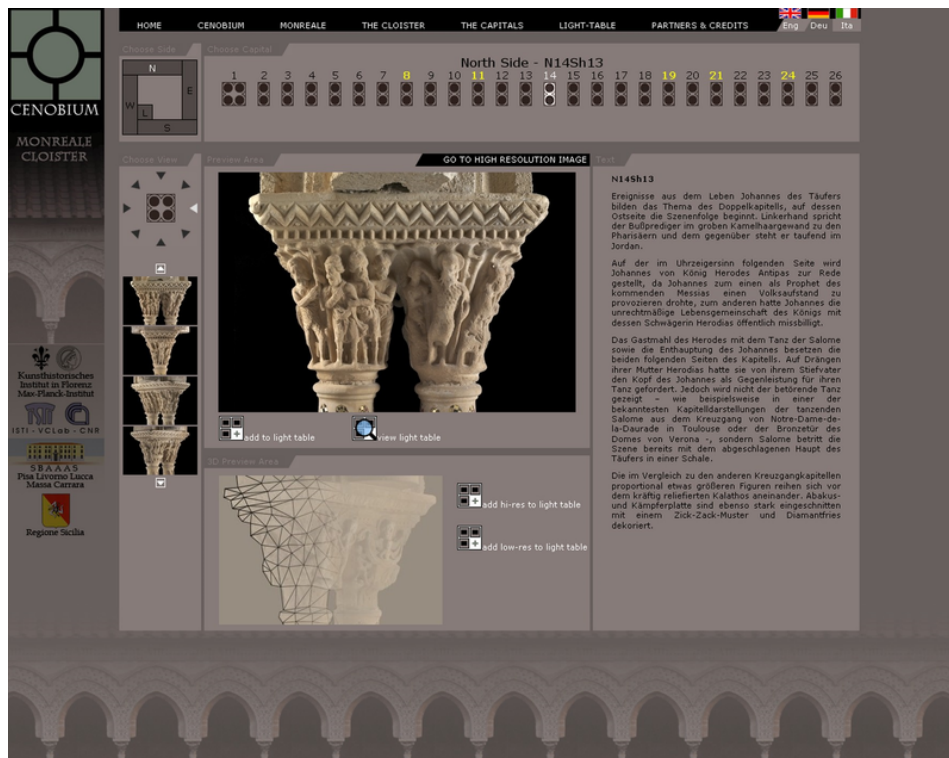 HOME CENOBIUM MONREALE THE CLOISTER THE CAPITALS LIGHT-TABLE PARTNERS & CREDITS Eng Deu Ita
Choose Side
Choose Capital
North Side - N14Sh13
1 2 3 4 5 6 7 8 9 10 11 12 13 14 15 16 17 18 19 20 21 22 23 24 25 26
N
W
E
L
S
CENOBIUM
MONREALE
CLOISTER
Choose View
Preview Area
GO TO HIGH RESOLUTION IMAGE
Text
N14Sh13
Ereignisse aus dem Leben Johannes des Täufers
bilden das Thema des Doppelkapitells, auf dessen
Ostseite die Szenenfolge beginnt. Linkerhand spricht
der Bußprediger im groben Kamelhaargewand zu den
Pharisäern und dem gegenüber steht er taufend im
Jordan.
Auf der im Uhrzeigersinn folgenden Seite wird
Johannes von König Herodes Antipas zur Rede
gestellt, da Johannes zum einen als Prophet des
kommenden Messias einen Volksaufstand zu
provozieren drohte, zum anderen hatte Johannes die
unrechtmäßige Lebensgemeinschaft des Königs mit
dessen Schwägerin Herodias öffentlich missbilligt.
Das Gastmahl des Herodes mit dem Tanz der Salome
sowie die Enthauptung des Johannes besetzen die
beiden folgenden Seiten des Kapitells. Auf Drängen
ihrer Mutter Herodias hatte sie von ihrem Stiefvater
den Kopf des Johannes als Gegenleistung für ihren
Tanz gefordert. Jedoch wird nicht der betörende Tanz
gezeigt – wie beispielsweise in einer der
bekanntesten Kapitelldarstellungen der tanzenden
Salome aus dem Kreuzgang von Notre-Dame-de-
la-Daurade in Toulouse oder der Bronzetür des
Domes von Verona -, sondern Salome betritt die
Szene bereits mit dem abgeschlagenen Haupt des
Täufers in einer Schale.
Die im Vergleich zu den anderen Kreuzgangkapitellen
proportional etwas größeren Figuren reihen sich vor
dem kräftig reliefierten Kalathos aneinander. Abakus-
und Kämpferplatte sind ebenso stark eingeschnitten
mit einem Zick-Zack-Muster und Diamantfries
dekoriert.
add to light table
view light table
3D Preview Area
add hi-res to light table
add low-res to light table
Kunsthistorisches
Institut in Florenz
Max-Planck-Institut
ISTI - VCLab - CNR
SBAAAS
Pisa Livorno Lucca
Massa Carrara
Regione Sicilia